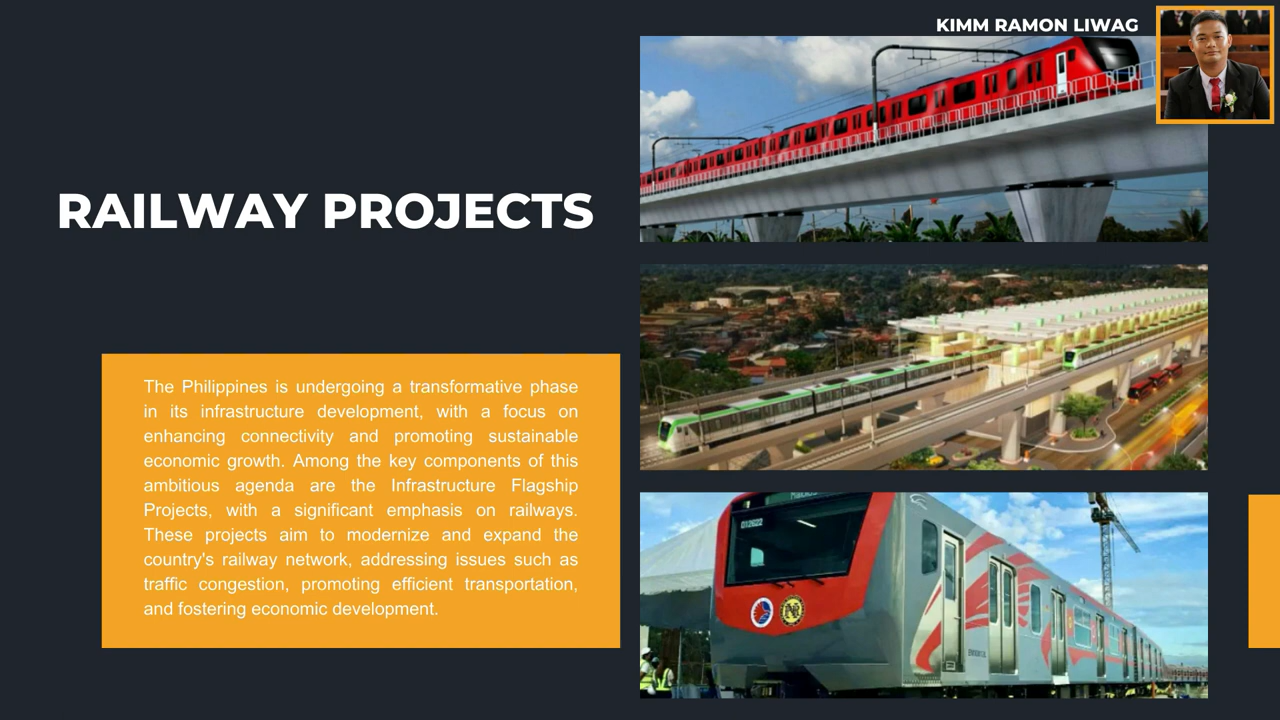 KIMM RAMON LIWAG
RAILWAY PROJECTS
The Philippines is undergoing a transformative phase
in its infrastructure development, with a focus on
enhancing connectivity and promoting sustainable
economic growth. Among the key components of this
ambitious agenda are the Infrastructure Flagship
Projects, with a significant emphasis on railways.
These projects aim to modernize and expand the
country's railway network, addressing issues such as
traffic congestion, promoting efficient transportation,
and fostering economic development.